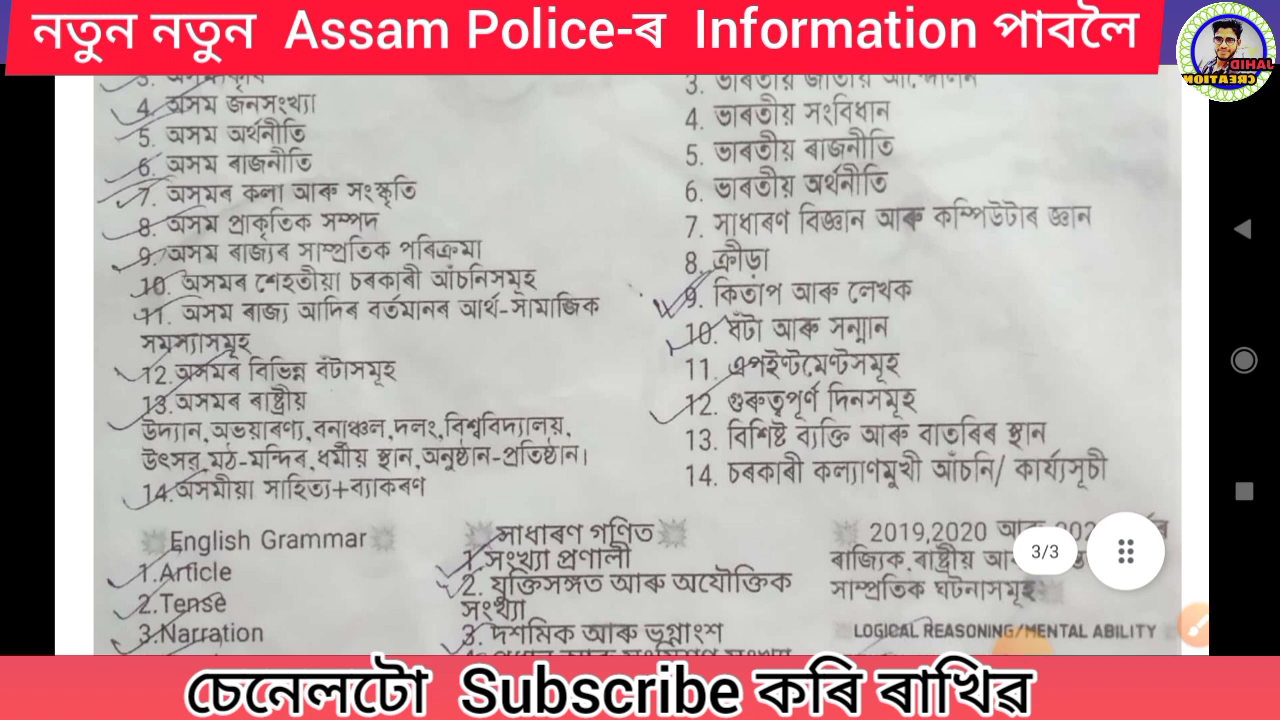 নতুন নতুন Assam Police-ৰ Information পাবলৈ
JAHID
CREATION
4. অসম জনসংখ্যা
5. অসম অৰ্থনীতি
6. অসম ৰাজনীতি
7. অসমৰ কলা আৰু সংস্কৃতি
8. অসম প্ৰাকৃতিক সম্পদ
9. অসম ৰাজ্যৰ সাম্প্ৰতিক পৰিক্ৰমা
10. অসমৰ শেহতীয়া চৰকাৰী আঁচনিসমূহ
11. অসম ৰাজ্য আদিৰ বৰ্তমানৰ আৰ্থ-সামাজিক
সমস্যাসমূহ
12.অসমৰ বিভিন্ন বঁটাসমূহ
13.অসমৰ ৰাষ্ট্ৰীয়
উদ্যান,অভয়াৰণ্য,বনাঞ্চল,দলং,বিশ্ববিদ্যালয়,
উৎসৱ,মঠ-মন্দিৰ,ধৰ্মীয় স্থান,অনুষ্ঠান-প্ৰতিষ্ঠান।
14.অসমীয়া সাহিত্য+ব্যাকৰণ
3. ভাৰতীয় জাতীয় আন্দোলন
4. ভাৰতীয় সংবিধান
5. ভাৰতীয় ৰাজনীতি
6. ভাৰতীয় অৰ্থনীতি
7. সাধাৰণ বিজ্ঞান আৰু কম্পিউটাৰ জ্ঞান
8. ক্ৰীড়া
9. কিতাপ আৰু লেখক
10. বঁটা আৰু সন্মান
11. এপইণ্টমেণ্টসমূহ
12. গুৰুত্বপূৰ্ণ দিনসমূহ
13. বিশিষ্ট ব্যক্তি আৰু বাতৰিৰ স্থান
14. চৰকাৰী কল্যাণমুখী আঁচনি/ কাৰ্য্যসূচী
English Grammar
1.Article
2.Tense
3.Narration
সাধাৰণ গণিত
1.সংখ্যা প্ৰণালী
2. যুক্তিসঙ্গত আৰু অযৌক্তিক
সংখ্যা
3. দশমিক আৰু ভগ্নাংশ
2019,2020 আৰু
ৰাজ্যিক,ৰাষ্ট্ৰীয়
সাম্প্ৰতিক ঘটনাসমূহ
3/3
LOGICAL REASONING/MENTAL ABILITY
চেনেলটো Subscribe কৰি ৰাখিৱ